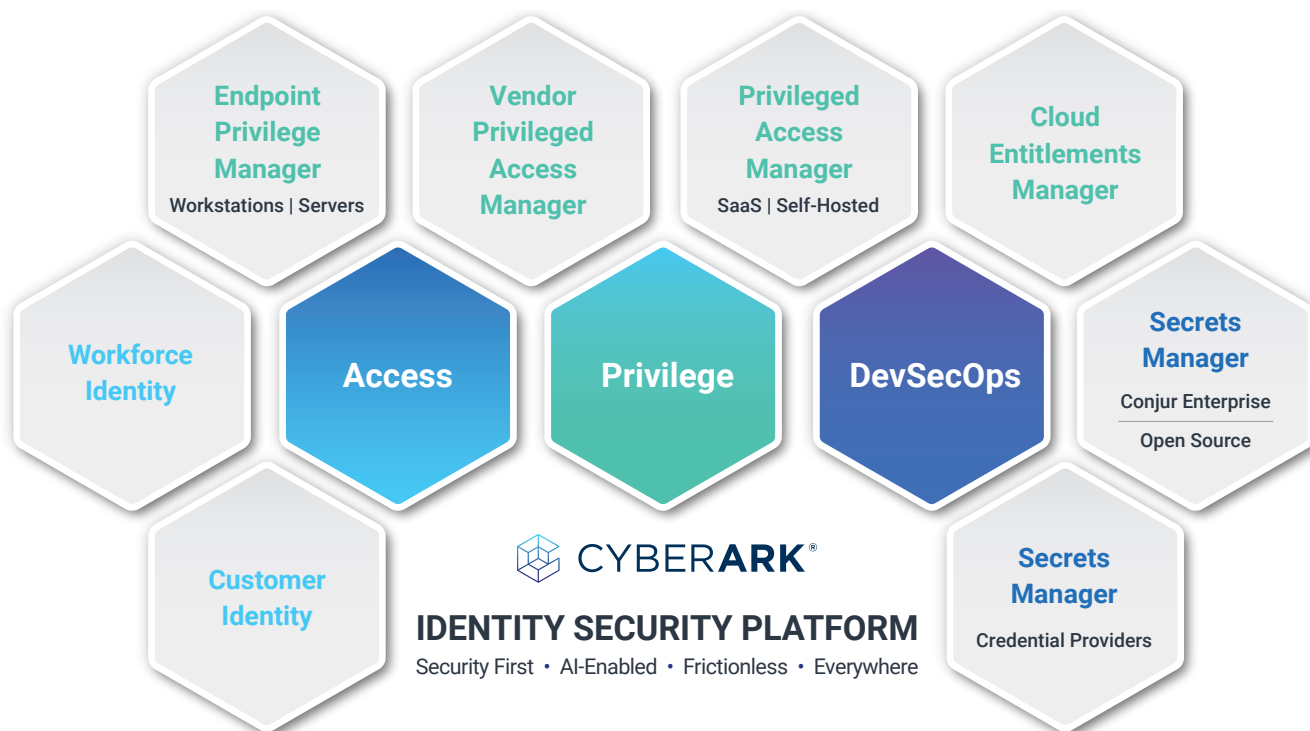 Endpoint
Privilege
Manager
Workstations | Servers
Vendor
Privileged
Access
Manager
Privileged
Access
Manager
SaaS | Self-Hosted
Cloud
Entitlements
Manager
Workforce
Identity
Access
Privilege
DevSecOps
Secrets
Manager
Conjur Enterprise
Open Source
Customer
Identity
CYBERARK®
IDENTITY SECURITY PLATFORM
Security First • AI-Enabled • Frictionless • Everywhere
Secrets
Manager
Credential Providers